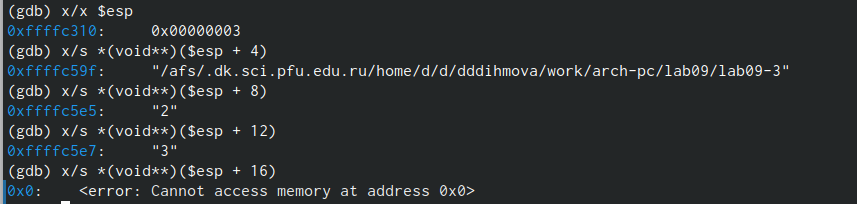 (gdb) x/x $esp
0xffffc310:     0x00000003
(gdb) x/s *(void**)($esp + 4)
0xffffc59f:     "/afs/.dk.sci.pfu.edu.ru/home/d/d/dddihmova/work/arch-pc/lab09/lab09-3"
(gdb) x/s *(void**)($esp + 8)
0xffffc5e5:     "2"
(gdb) x/s *(void**)($esp + 12)
0xffffc5e7:     "3"
(gdb) x/s *(void**)($esp + 16)
0x0:    <error: Cannot access memory at address 0x0>